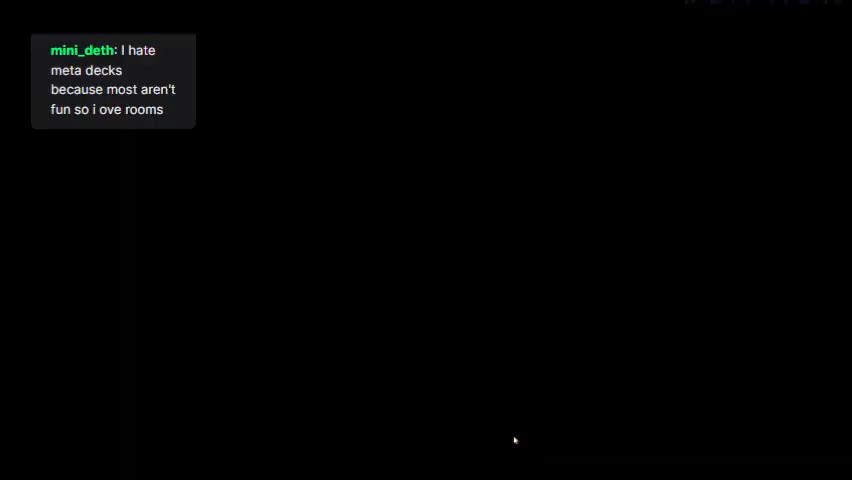 mini_deth: I hate
meta decks
because most aren't
fun so i ove rooms